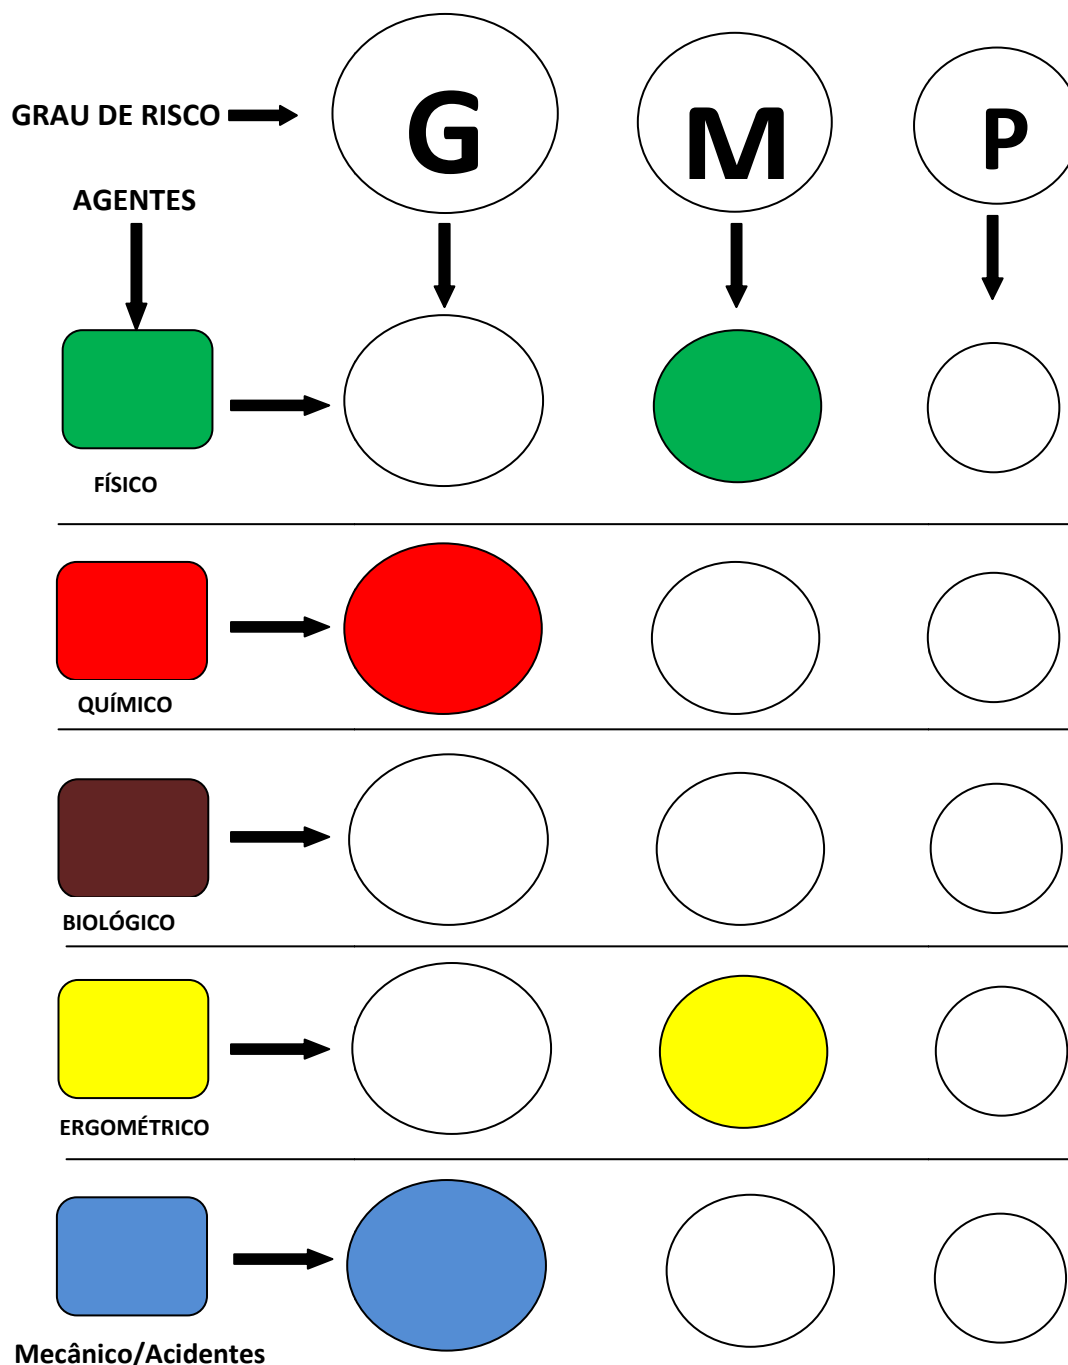 GRAU DE RISCO
G
M
P
AGENTES
FÍSICO
QUÍMICO
BIOLÓGICO
ERGOMÉTRICO
Mecânico/Acidentes